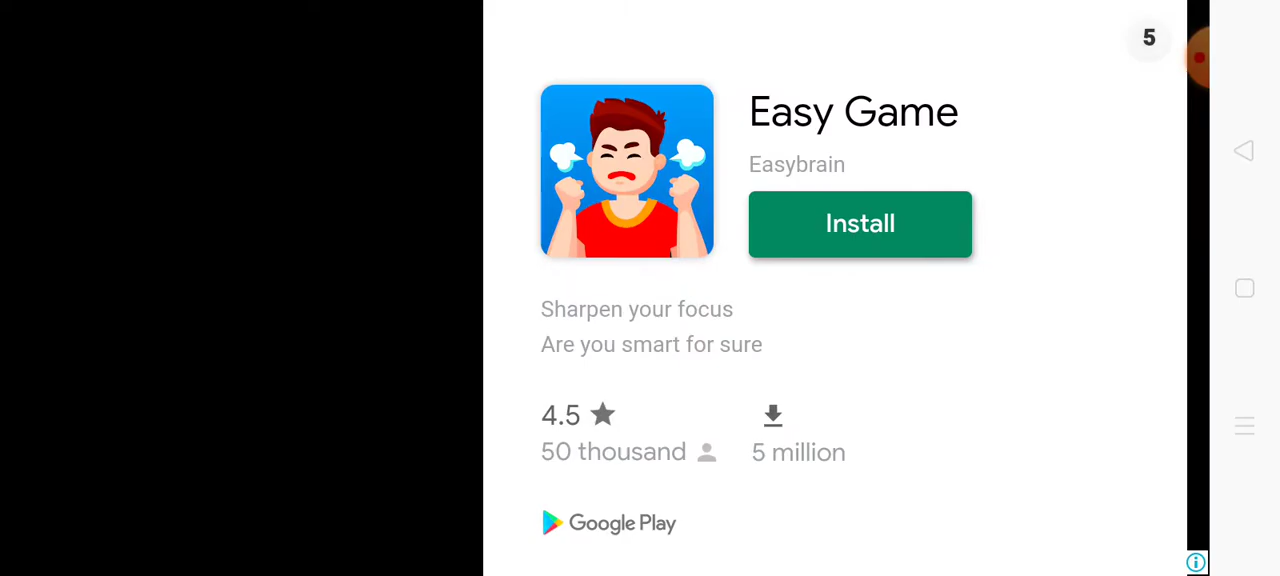 5
Easy Game
Easybrain
Install
Sharpen your focus
Are you smart for sure
4.5
50 thousand
5 million
Google Play